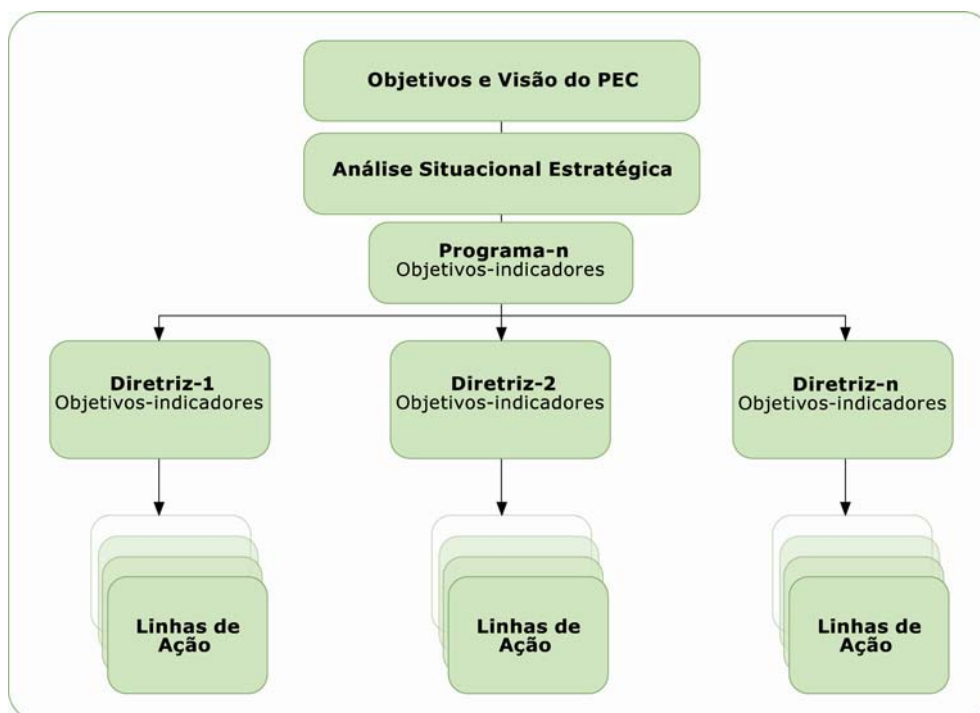 Objetivos e Visão do PEC
Análise Situacional Estratégica
Programa-n
Objetivos-indicadores
Diretriz-1
Objetivos-indicadores
Diretriz-2
Objetivos-indicadores
Diretriz-n
Objetivos-indicadores
Linhas de
Ação
Linhas de
Ação
Linhas de
Ação